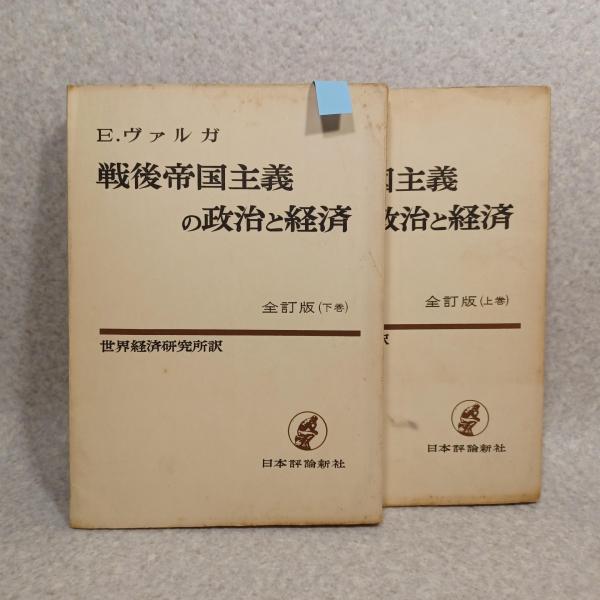 E.ヴァルガ
戦後帝国主義
の政治と経済
全訂版(下巻)
世界経済研究所訳
日本評論新社
国主義
政治と経済
全訂版(上巻)
訳
日本評論新社